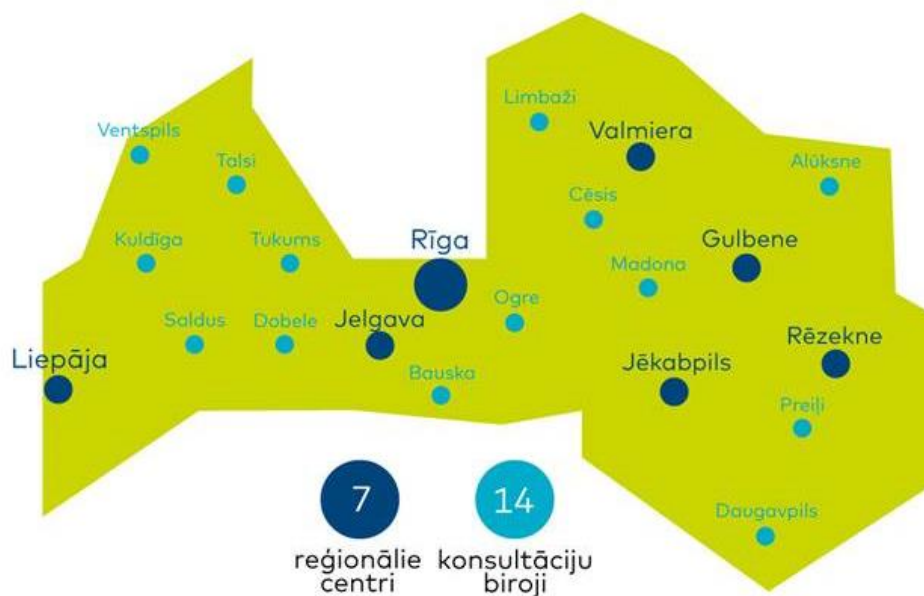 Limbaži
Ventspils
Valmiera
Talsi
Alūksne
Cēsis
Kuldīga
Tukums
Rīga
Gulbene
Madona
Ogre
Saldus
Dobele
Jelgava
Rēzekne
Liepāja
Bauska
Jēkabpils
Preiļi
7
reģionālie
centri
14
konsultāciju
biroji
Daugavpils